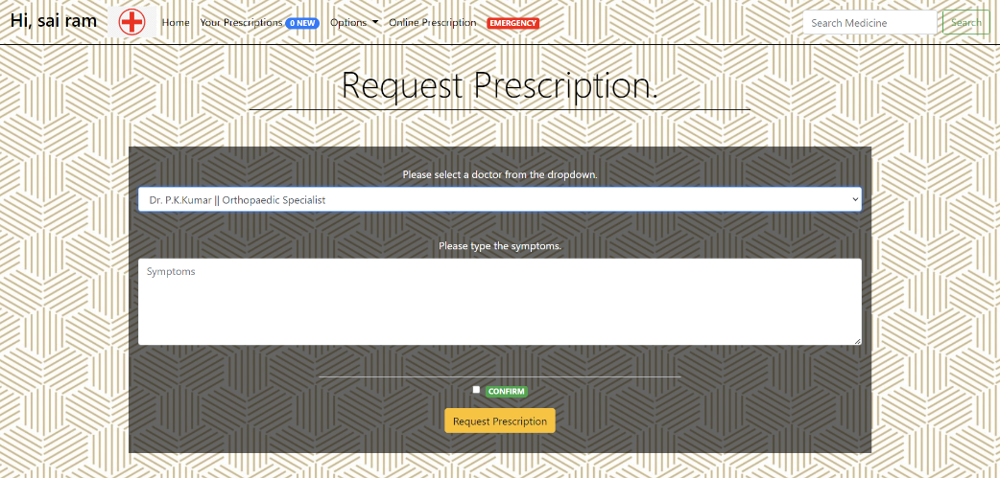 Hi, sai ram Home Your Prescriptions 0 NEW Options Online Prescription EMERGENCY Search Medicine Search
Request Prescription.
Please select a doctor from the dropdown.
Dr. P.K.Kumar || Orthopaedic Specialist
Please type the symptoms.
Symptoms
CONFIRM
Request Prescription